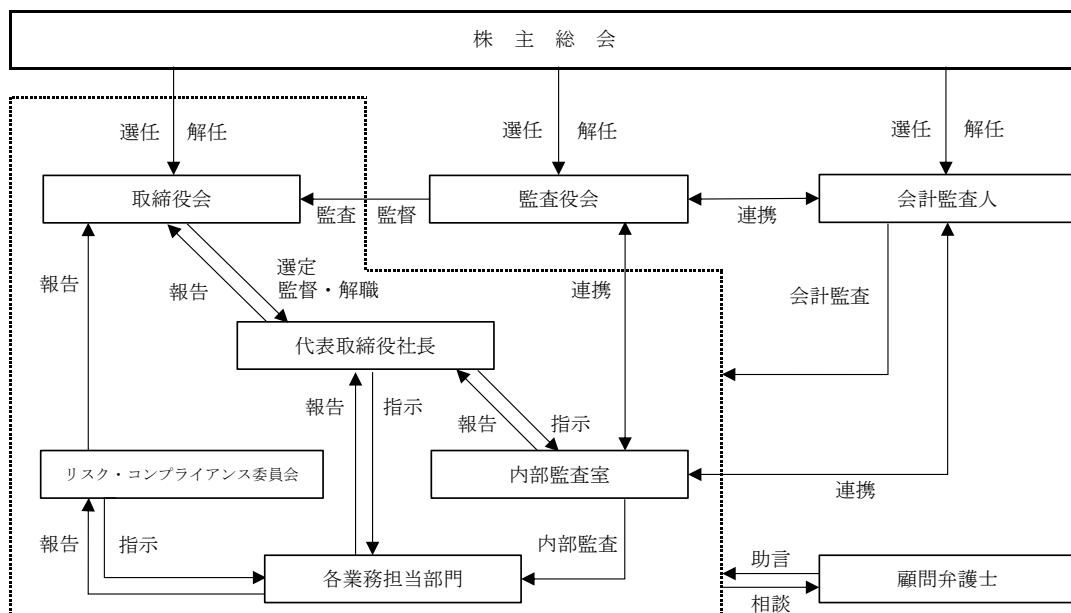 株主総会
選任 解任
選任 解任
選任 解任
取締役会
監査役会
会計監査人
監査 監督
連携
報告
報告
選定
監督・解職
連携
会計監査
代表取締役社長
報告
指示
報告
指示
リスク・コンプライアンス委員会
内部監査室
連携
報告
指示
内部監査
各業務担当部門
助言
相談
顧問弁護士